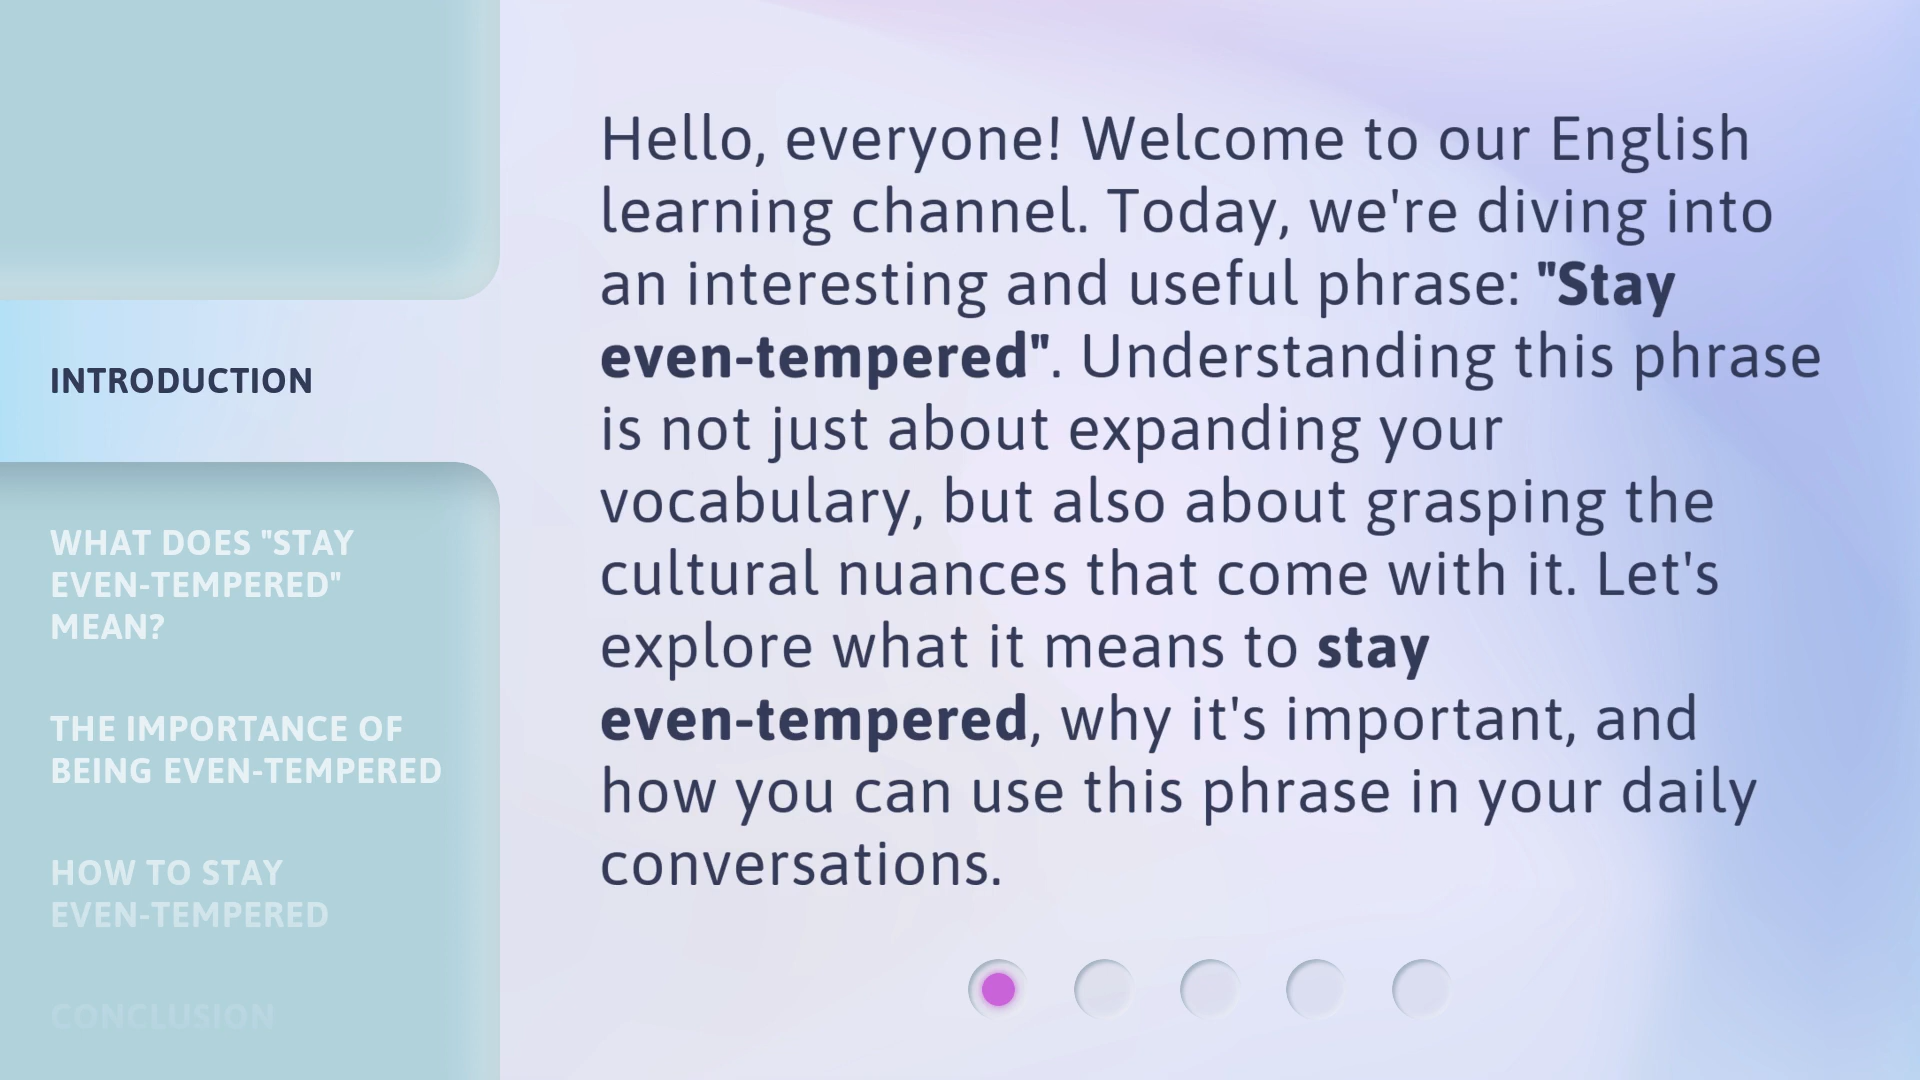 INTRODUCTION
WHAT DOES "STAY
EVEN-TEMPERED"
MEAN?
THE IMPORTANCE OF
BEING EVEN-TEMPERED
HOW TO STAY
EVEN-TEMPERED
CONCLUSION
Hello, everyone! Welcome to our English
learning channel. Today, we're diving into
an interesting and useful phrase: "Stay
even-tempered". Understanding this phrase
is not just about expanding your
vocabulary, but also about grasping the
cultural nuances that come with it. Let's
explore what it means to stay
even-tempered, why it's important, and
how you can use this phrase in your daily
conversations.